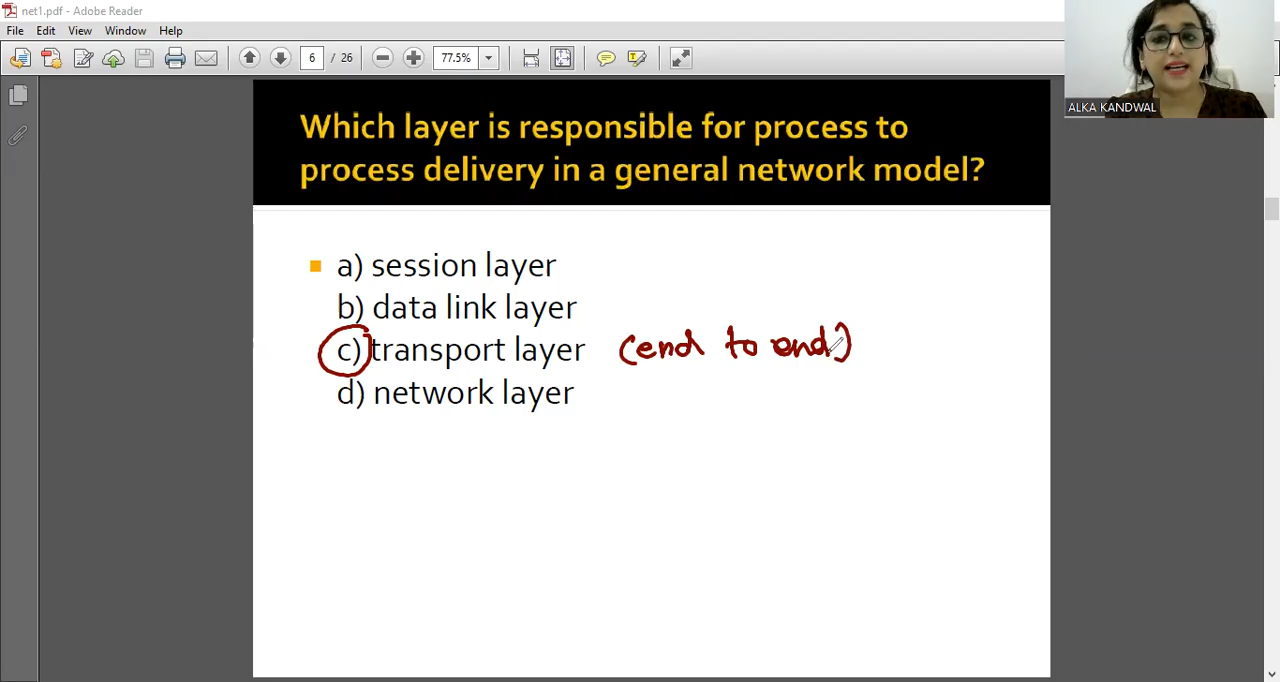 net1.pdf - Adobe Reader
File Edit View Window Help
6 / 26 77.5%
ALKA KANDWAL
Which layer is responsible for process to
process delivery in a general network model?
a) session layer
b) data link layer
c) transport layer (end to end)
d) network layer